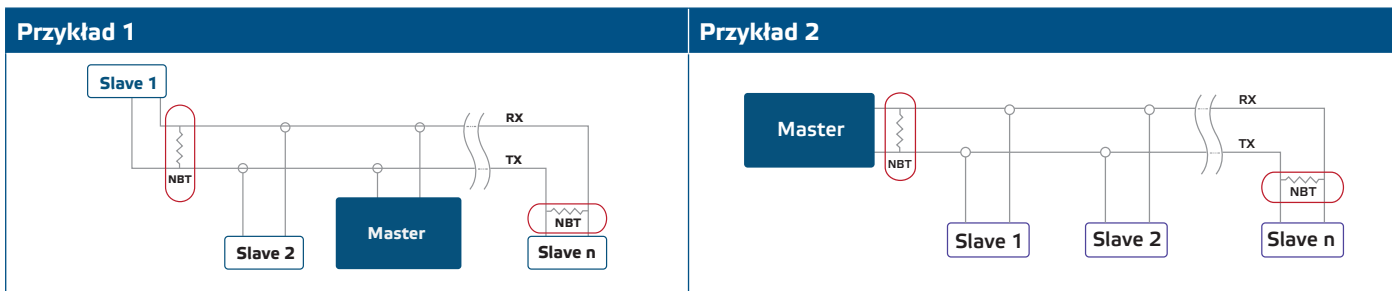 Przykład 1
Slave 1
RX
TX
NBT
NBT
Slave 2
Master
Slave n
Przykład 2
Master
RX
TX
NBT
NBT
Slave 1
Slave 2
Slave n